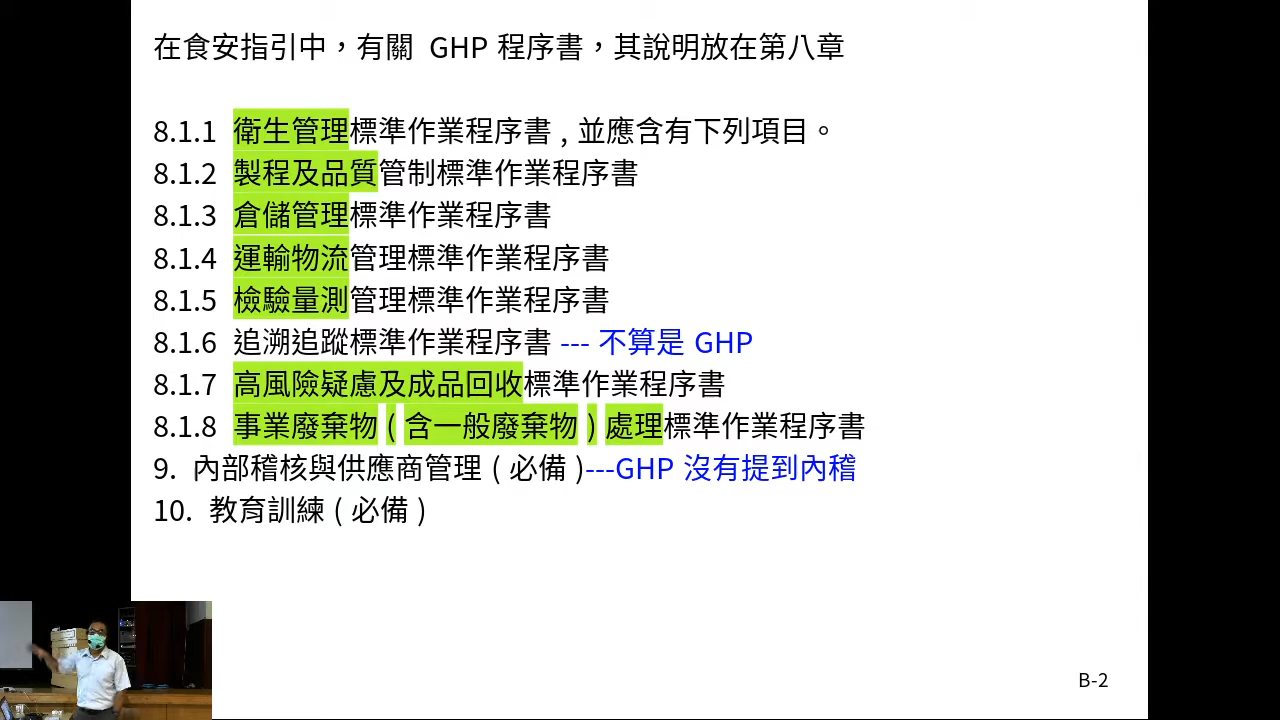 在食安指引中，有關 GHP 程序書，其說明放在第八章
8.1.1 衛生管理標準作業程序書 , 並應含有下列項目。
8.1.2 製程及品質管制標準作業程序書
8.1.3 倉儲管理標準作業程序書
8.1.4 運輸物流管理標準作業程序書
8.1.5 檢驗量測管理標準作業程序書
8.1.6 追溯追蹤標準作業程序書 --- 不算是 GHP
8.1.7 高風險疑慮及成品回收標準作業程序書
8.1.8 事業廢棄物 ( 含一般廢棄物 ) 處理標準作業程序書
9. 內部稽核與供應商管理 ( 必備 )---GHP 沒有提到內稽
10. 教育訓練 ( 必備 )
B-2